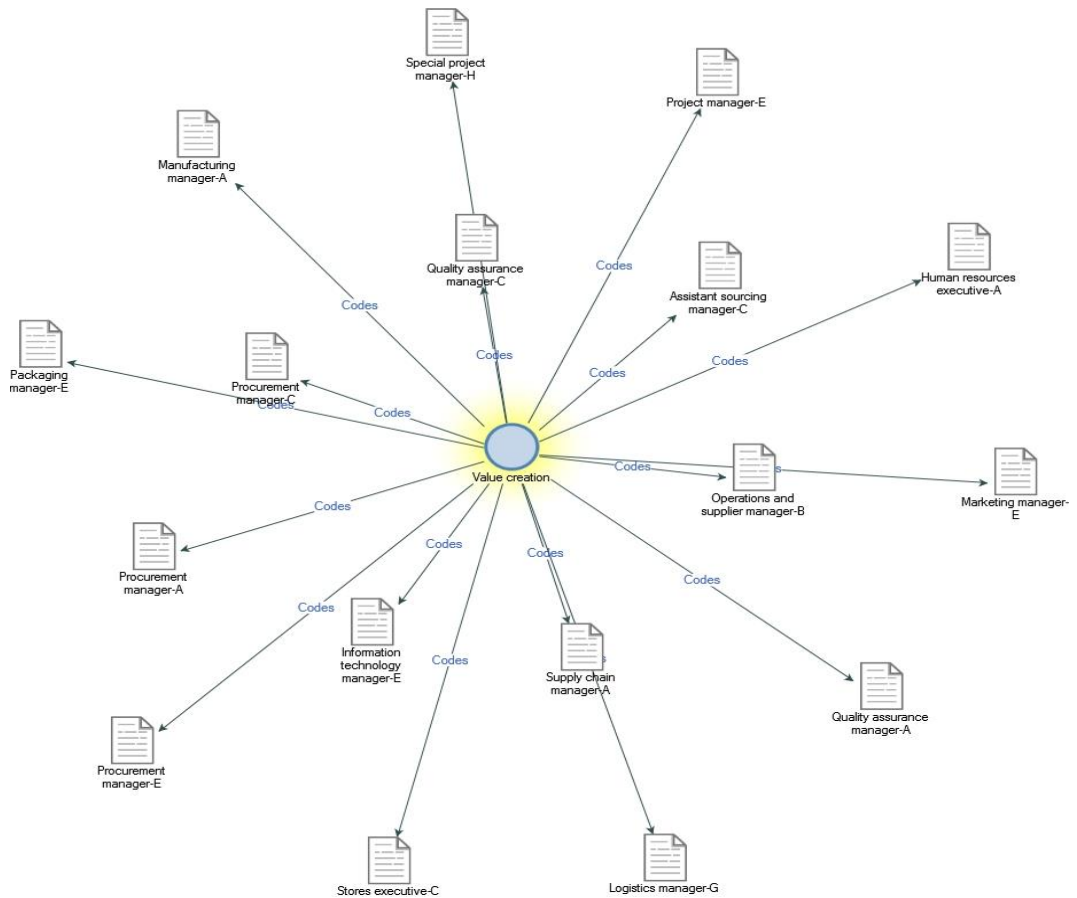 Special project
manager-H
Project manager-E
Manufacturing
manager-A
Quality assurance
manager-C
Codes
Human resources
executive-A
Assistant sourcing
manager-C
Codes
Codes
Codes
Codes
Codes
Packaging
manager-E
Procurement
manager-C
Codes
Codes
Value creation
Codes
s
Operations and
supplier manager-B
Marketing manager-
E
Codes
Codes
Codes
Codes
Procurement
manager-A
Codes
Information
technology
manager-E
Codes
s
Supply chain
manager-A
Quality assurance
manager-A
Procurement
manager-E
Stores executive-C
Logistics manager-G